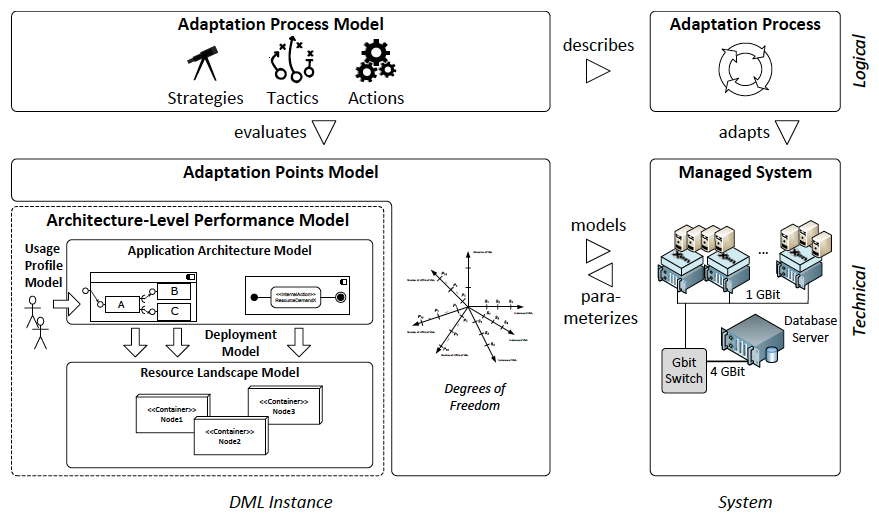 Adaptation Process Model
Strategies
Tactics
Actions
describes
Adaptation Process
Logical
evaluates
adapts
Adaptation Points Model
Architecture-Level Performance Model
Usage
Profile
Model
Application Architecture Model
A
B
C
<<InternalAction>>
ResourceDemandX
Deployment
Model
Resource Landscape Model
<<Container>>
Node1
<<Container>>
Node2
<<Container>>
Node3
Degrees of
Freedom
models
para-
meterizes
Managed System
...
1 GBit
Database
Server
Gbit
Switch
4 GBit
Technical
DML Instance
System